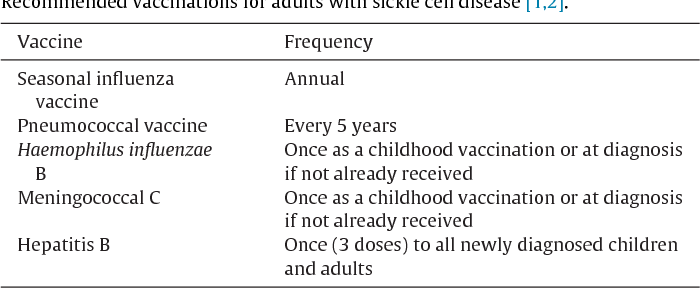 Recommended vaccinations for adults with sickle cell disease [1,2].
Vaccine Frequency
Seasonal influenza Annual
vaccine
Pneumococcal vaccine Every 5 years
Haemophilus influenzae Once as a childhood vaccination or at diagnosis
B if not already received
Meningococcal C Once as a childhood vaccination or at diagnosis
if not already received
Hepatitis B Once (3 doses) to all newly diagnosed children
and adults